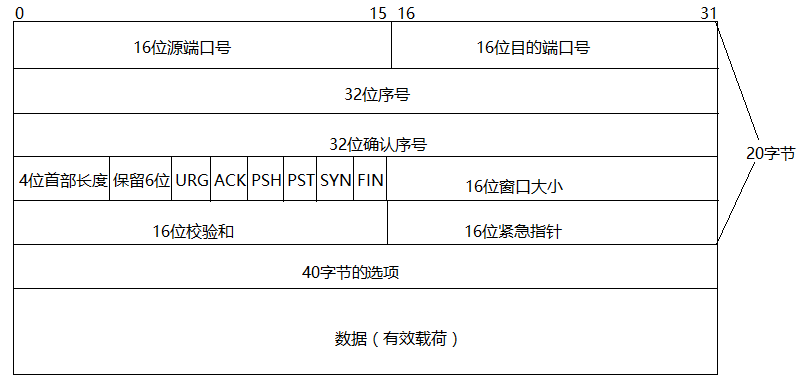 0 15 16 31
16位源端口号 16位目的端口号
32位序号
32位确认序号
20字节
4位首部长度 保留6位 URG ACK PSH PST SYN FIN 16位窗口大小
16位校验和 16位紧急指针
40字节的选项
数据（有效载荷）